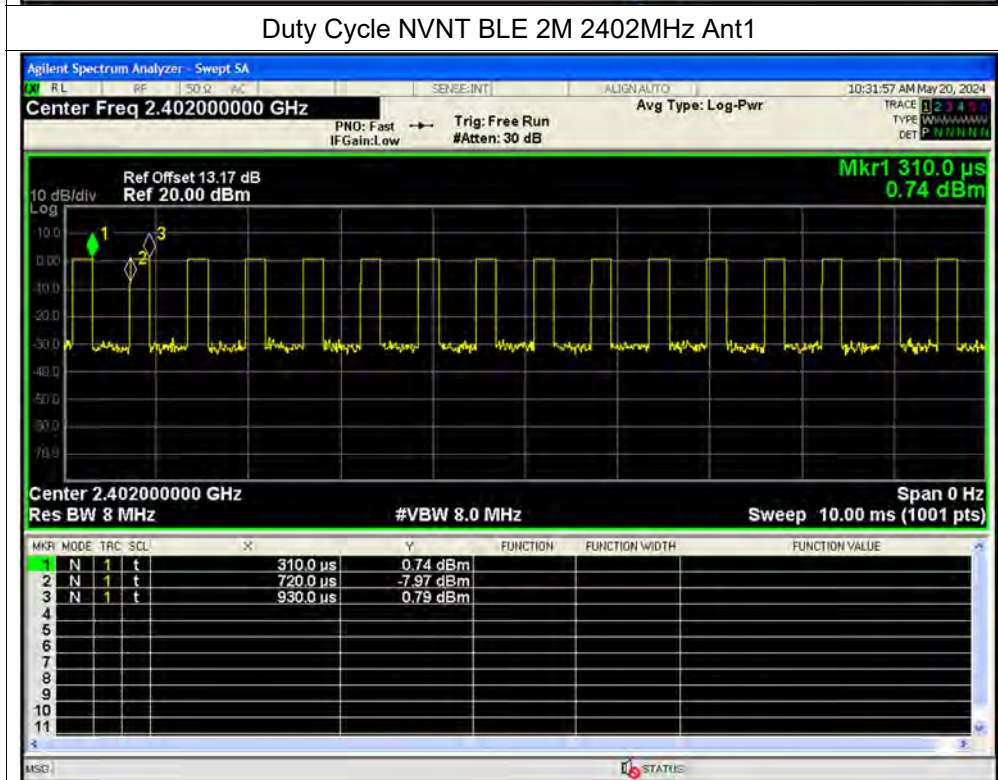 Duty Cycle NVNT BLE 2M 2402MHz Ant1
Agilent Spectrum Analyzer - Swept SA
RL RF 50 Ω AC SENSE:INT ALIGN AUTO 10:31:57 AM May 20, 2024
Center Freq 2.402000000 GHz Avg Type: Log-Pwr TRACE 1 2 3 4 5 6
PNO: Fast Trig: Free Run TYPE
IFGain:Low #Atten: 30 dB DET P N N N N N
Mkr1 310.0 µs
Ref Offset 13.17 dB
10 dB/div Ref 20.00 dBm 0.74 dBm
Log
10.0
1 3
0.00
2
-10.0
-20.0
-30.0
-40.0
-50.0
-60.0
-70.0
Center 2.402000000 GHz Span 0 Hz
Res BW 8 MHz #VBW 8.0 MHz Sweep 10.00 ms (1001 pts)
MKR MODE TRC SCL X Y FUNCTION FUNCTION WIDTH FUNCTION VALUE
1 N 1 t 310.0 µs 0.74 dBm
2 N 1 t 720.0 µs -7.97 dBm
3 N 1 t 930.0 µs 0.79 dBm
4
5
6
7
8
9
10
11
MSG STATUS